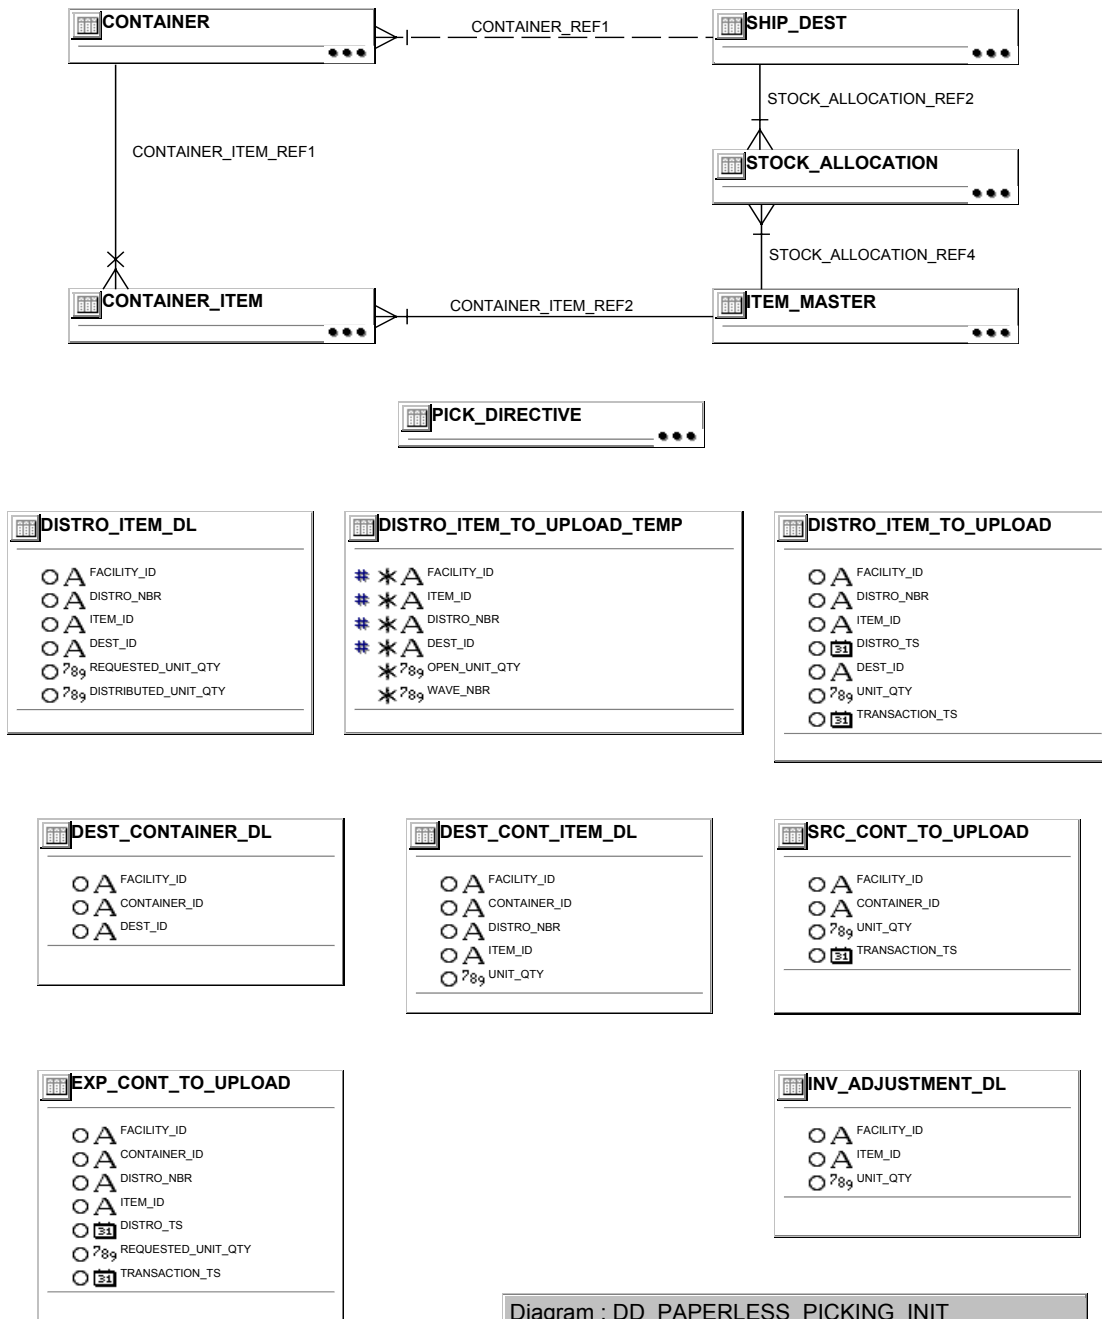 CONTAINER
CONTAINER_REF1
SHIP_DEST
STOCK_ALLOCATION_REF2
CONTAINER_ITEM_REF1
STOCK_ALLOCATION
STOCK_ALLOCATION_REF4
CONTAINER_ITEM
CONTAINER_ITEM_REF2
ITEM_MASTER
PICK_DIRECTIVE
DISTRO_ITEM_DL
FACILITY_ID
DISTRO_NBR
ITEM_ID
DEST_ID
REQUESTED_UNIT_QTY
DISTRIBUTED_UNIT_QTY
DISTRO_ITEM_TO_UPLOAD_TEMP
FACILITY_ID
ITEM_ID
DISTRO_NBR
DEST_ID
OPEN_UNIT_QTY
WAVE_NBR
DISTRO_ITEM_TO_UPLOAD
FACILITY_ID
DISTRO_NBR
ITEM_ID
DISTRO_TS
DEST_ID
UNIT_QTY
TRANSACTION_TS
DEST_CONTAINER_DL
FACILITY_ID
CONTAINER_ID
DEST_ID
DEST_CONT_ITEM_DL
FACILITY_ID
CONTAINER_ID
DISTRO_NBR
ITEM_ID
UNIT_QTY
SRC_CONT_TO_UPLOAD
FACILITY_ID
CONTAINER_ID
UNIT_QTY
TRANSACTION_TS
EXP_CONT_TO_UPLOAD
FACILITY_ID
CONTAINER_ID
DISTRO_NBR
ITEM_ID
DISTRO_TS
REQUESTED_UNIT_QTY
TRANSACTION_TS
INV_ADJUSTMENT_DL
FACILITY_ID
ITEM_ID
UNIT_QTY
Diagram : DD_PAPERLESS_PICKING_INIT